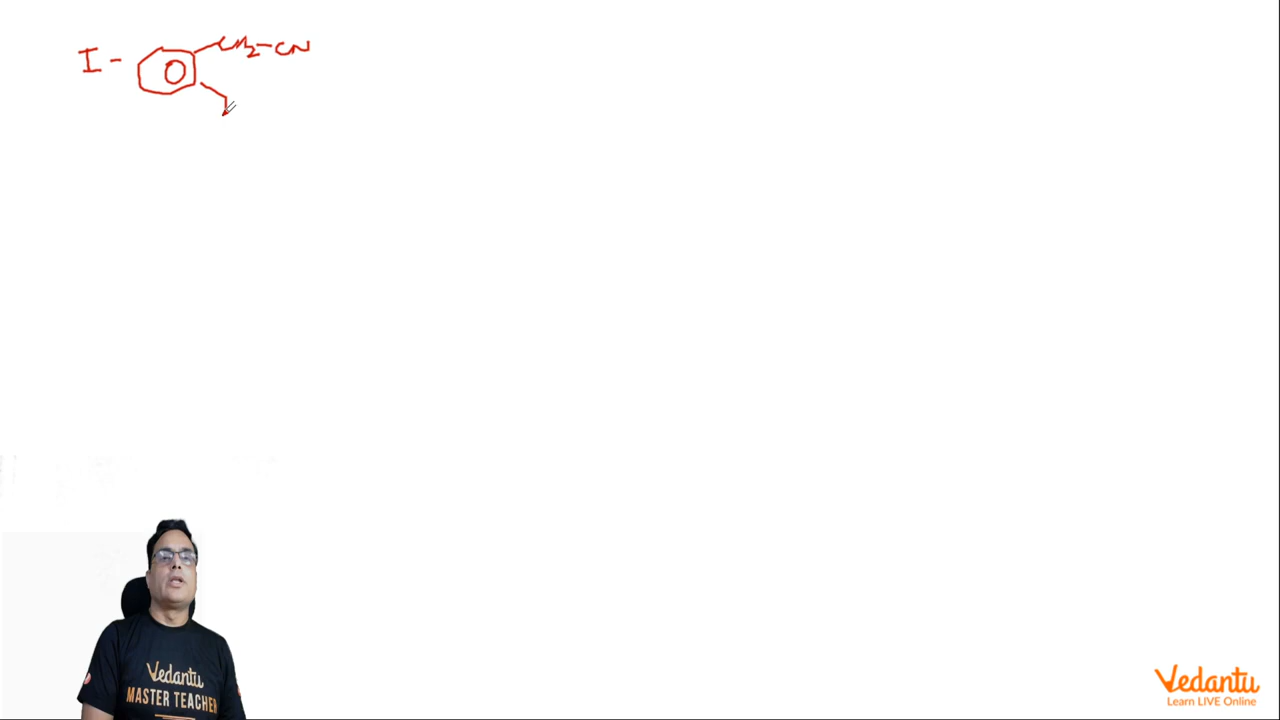 I - CH2-CN
Vedantu
MASTER TEACHER
Vedantu
Learn LIVE Online